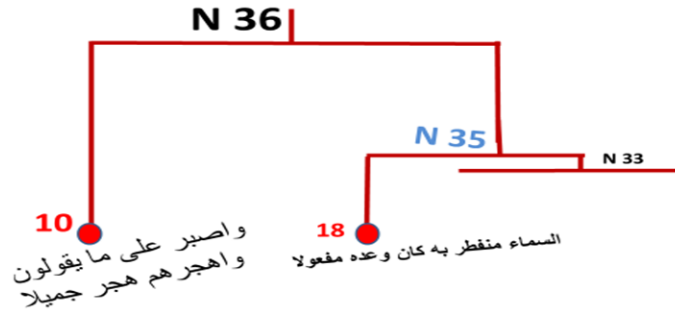 N 36
N 35
N 33
10
واصبر على ما يقولون
واهجرهم هجر جميلا
18
السماء منفطر به كان وعده مفعولا